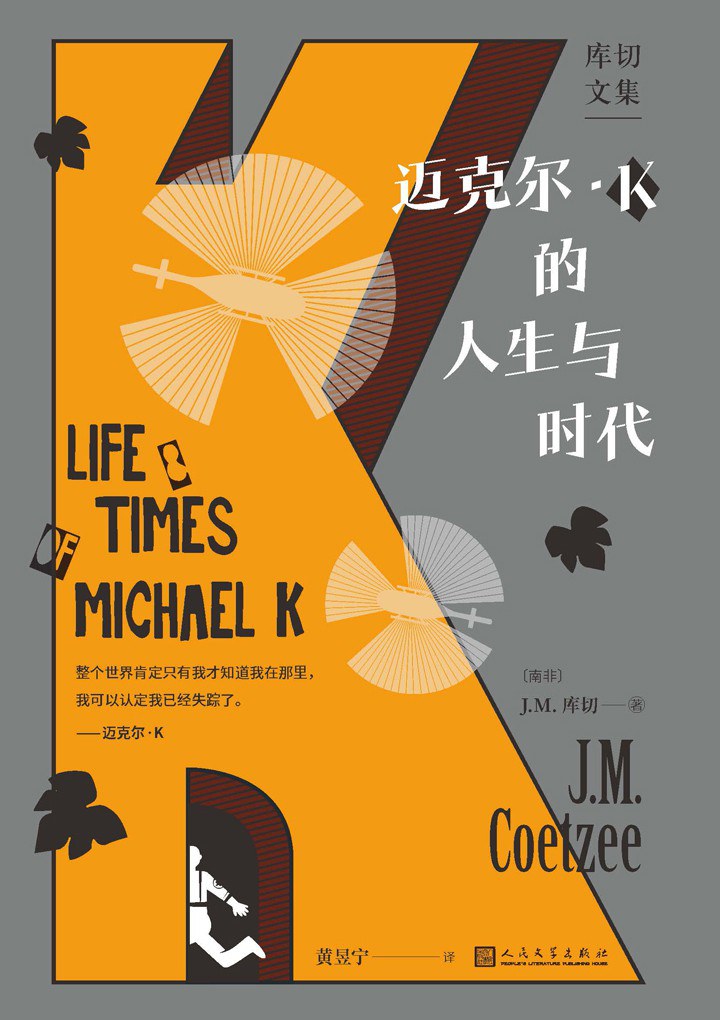 库切
文集
迈克尔·K
的
人生与
时代
LIFE &
TIMES
OF
MICHAEL K
整个世界肯定只有我才知道我在那里，
我可以认定我已经失踪了。
——迈克尔·K
〔南非〕
J.M. 库切——著
J.M.
Coetzee
黄昱宁——译
人民文学出版社
PEOPLE'S LITERATURE PUBLISHING HOUSE